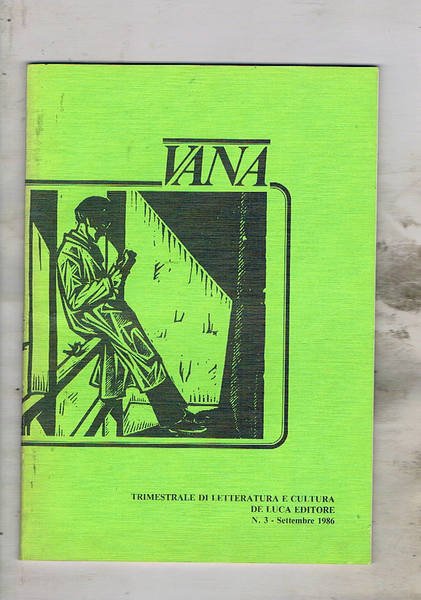 VANA
TRIMESTRALE DI LETTERATURA E CULTURA
DE LUCA EDITORE
N. 3 - Settembre 1986